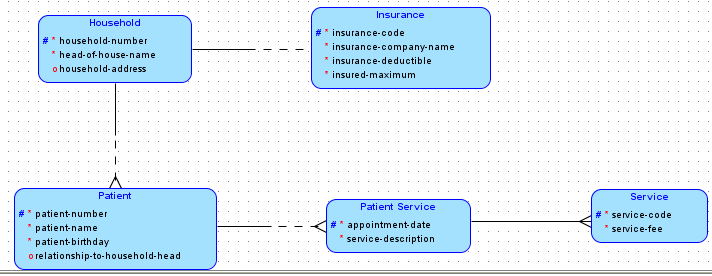 Household
# * household-number
* head-of-house-name
o household-address
Insurance
# * insurance-code
* insurance-company-name
* insurance-deductible
* insured-maximum
Patient
# * patient-number
* patient-name
* patient-birthday
o relationship-to-household-head
Patient Service
# * appointment-date
* service-description
Service
# * service-code
* service-fee